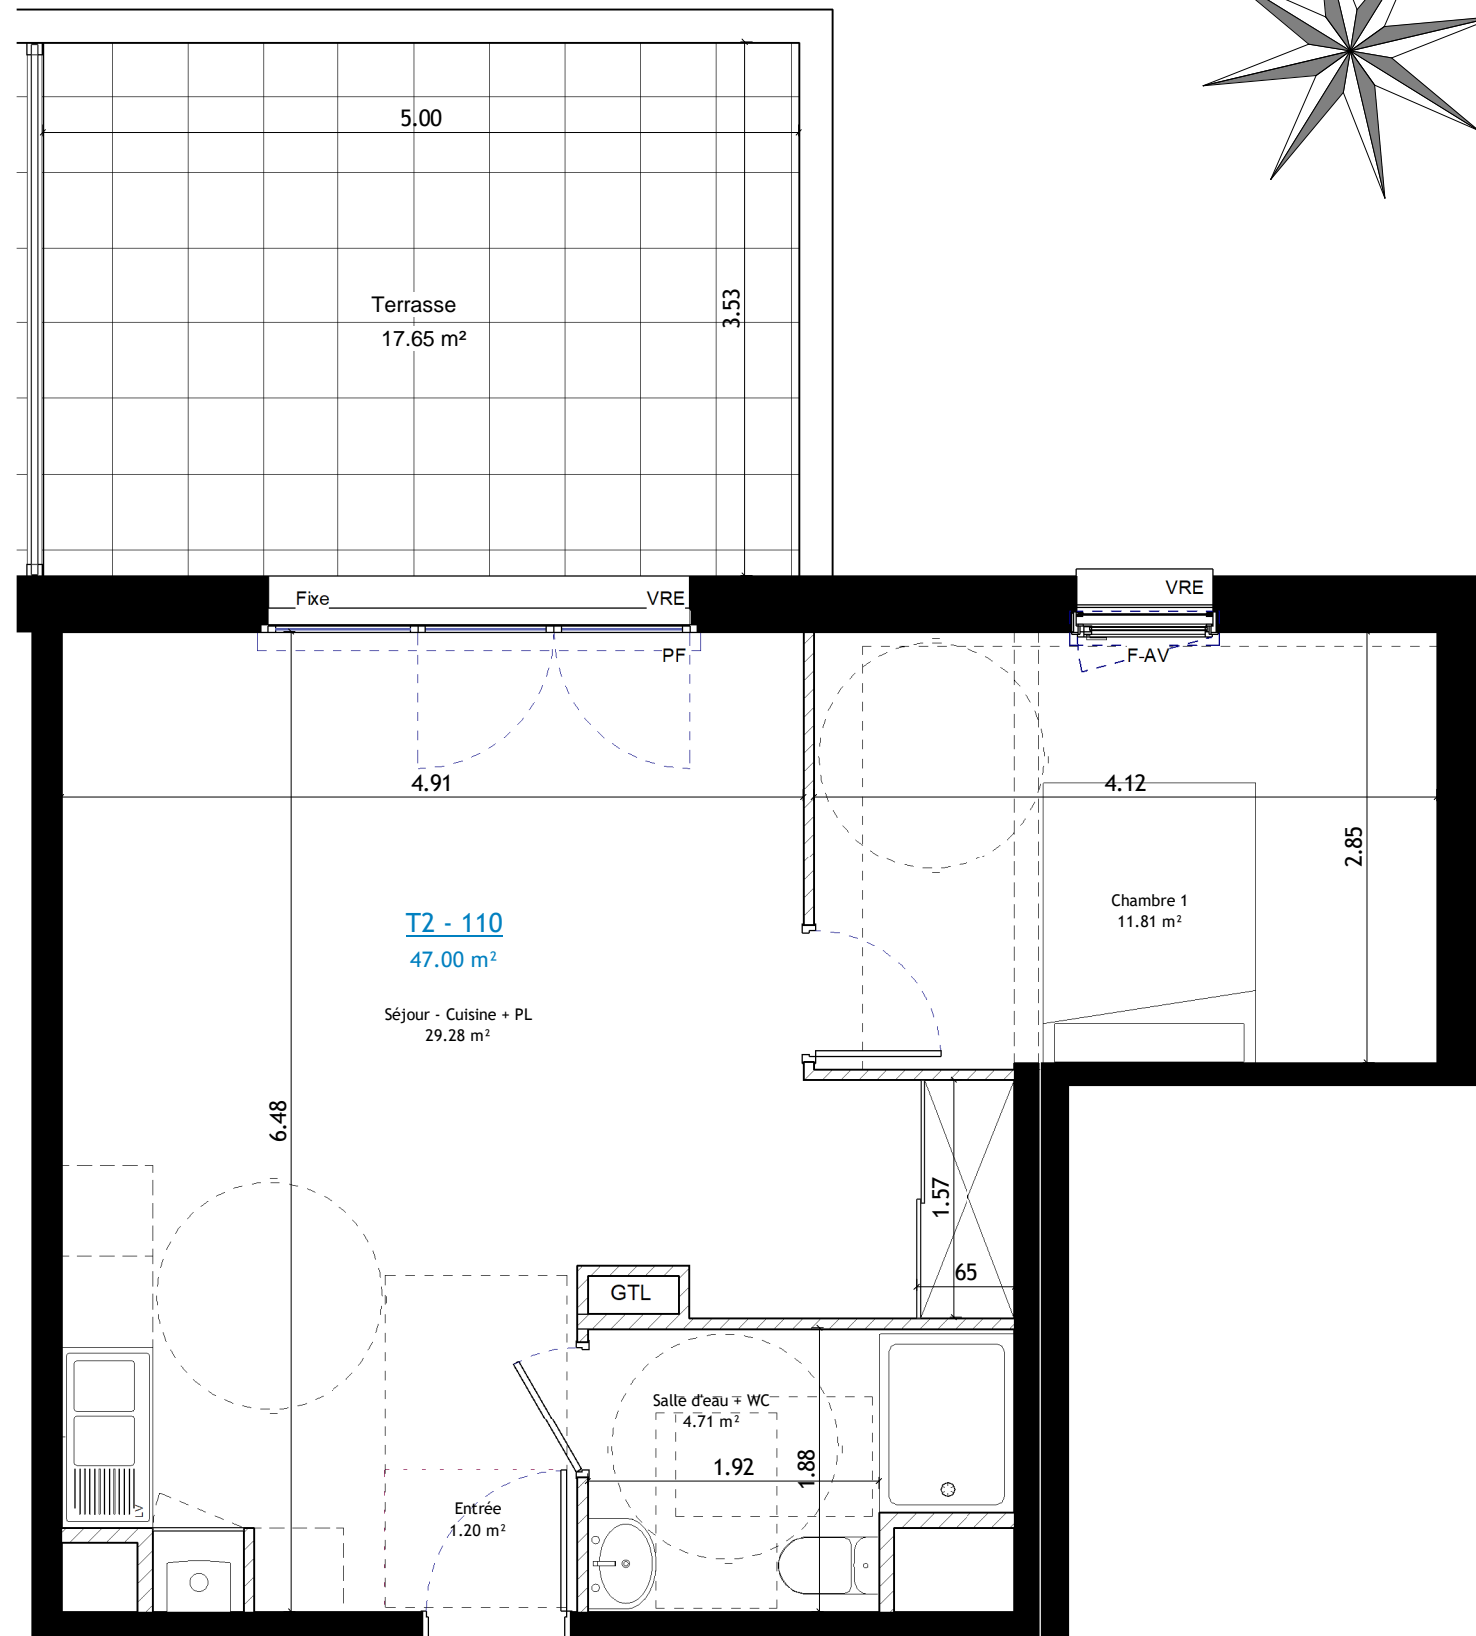 5.00
3.53
Terrasse
17.65 m²
Fixe
VRE
PF
VRE
F-AV
4.91
4.12
2.85
Chambre 1
11.81 m²
T2 - 110
47.00 m²
Séjour - Cuisine + PL
29.28 m²
6.48
1.57
65
GTL
Salle d'eau + WC
4.71 m²
1.92
1.88
LV
Entrée
1.20 m²